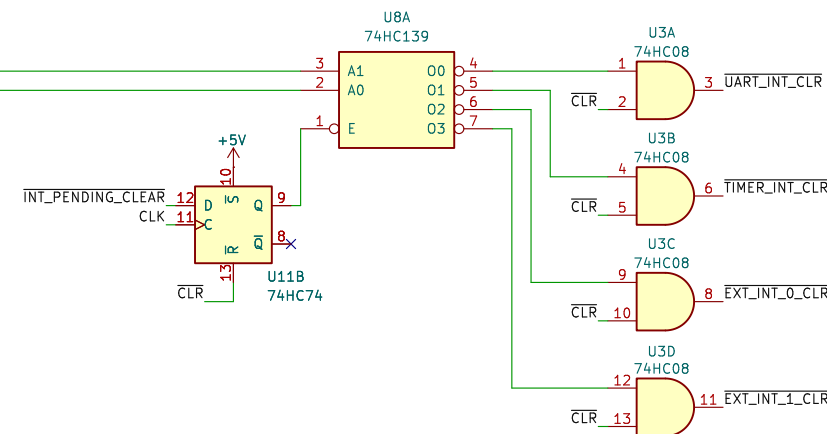 U8A
74HC139
3 A1 O0 4
2 A0 O1 5
O2 6
1 E O3 7
+5V
10
INT_PENDING_CLEAR 12 D S Q 9
CLK 11 C
R Q 8
13
CLR
U11B
74HC74
U3A
74HC08
1
3 UART_INT_CLR
CLR 2
U3B
74HC08
4
6 TIMER_INT_CLR
CLR 5
U3C
74HC08
9
8 EXT_INT_0_CLR
CLR 10
U3D
74HC08
12
11 EXT_INT_1_CLR
CLR 13